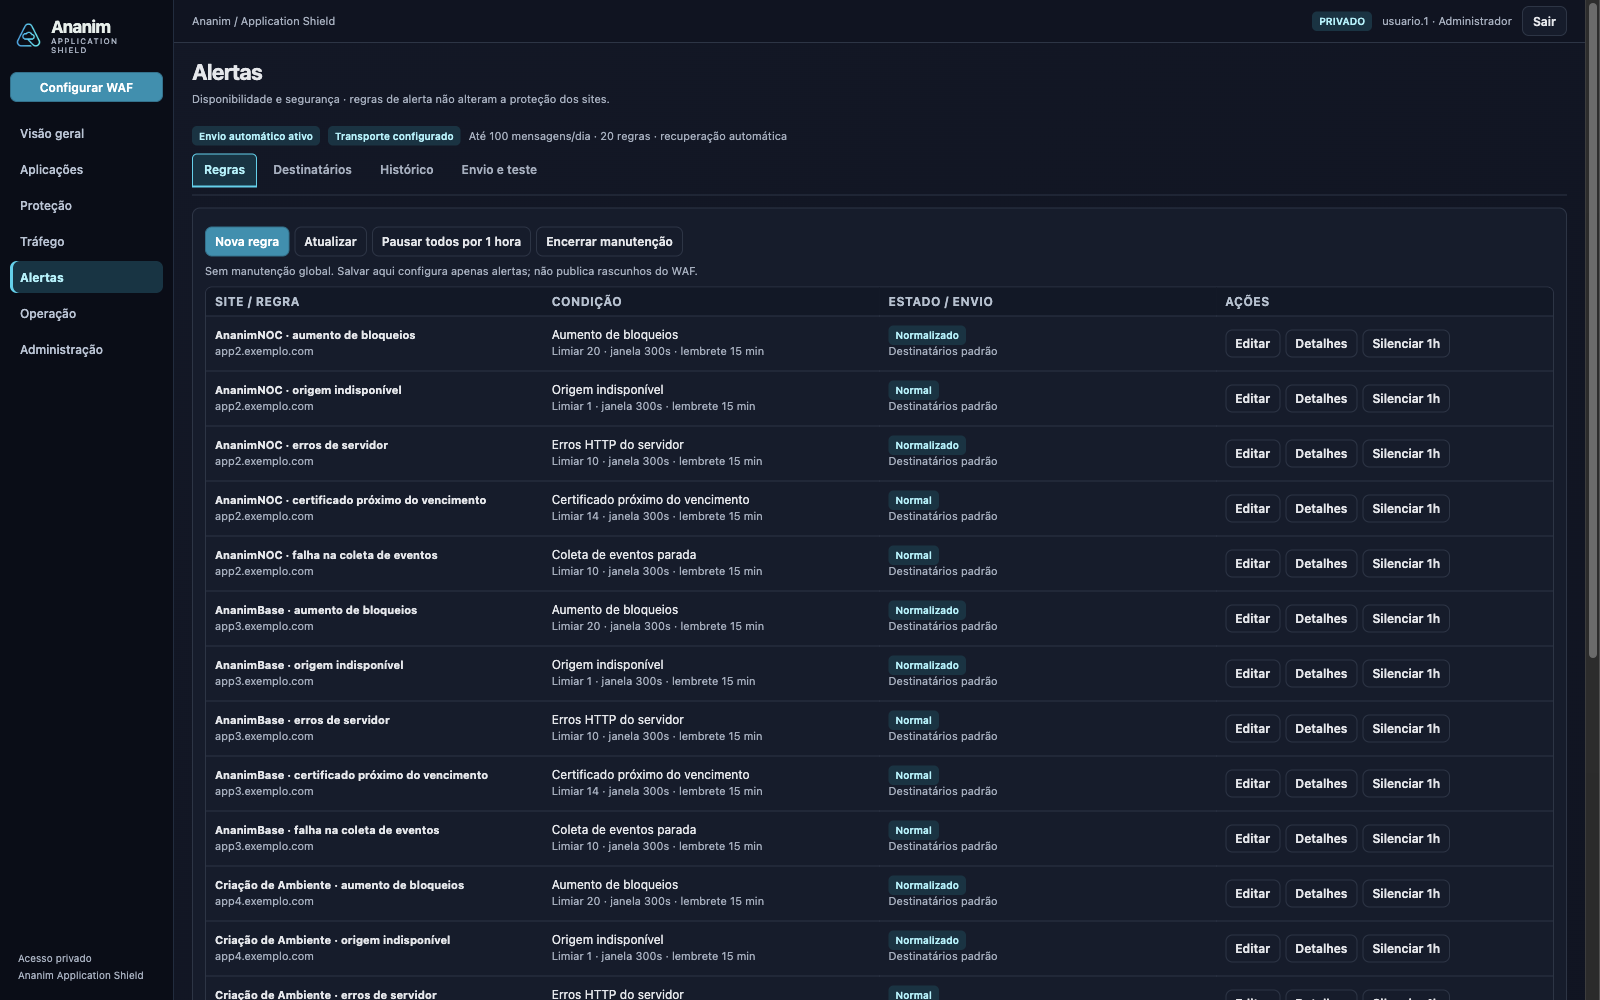 Ananim
APPLICATION
SHIELD
Configurar WAF
Visão geral
Aplicações
Proteção
Tráfego
Alertas
Operação
Administração
Acesso privado
Ananim Application Shield
Ananim / Application Shield
PRIVADO usuario.1 · Administrador Sair
Alertas
Disponibilidade e segurança · regras de alerta não alteram a proteção dos sites.
Envio automático ativo Transporte configurado Até 100 mensagens/dia · 20 regras · recuperação automática
Regras Destinatários Histórico Envio e teste
Nova regra Atualizar Pausar todos por 1 hora Encerrar manutenção
Sem manutenção global. Salvar aqui configura apenas alertas; não publica rascunhos do WAF.
SITE / REGRA CONDIÇÃO ESTADO / ENVIO AÇÕES
AnanimNOC · aumento de bloqueios Aumento de bloqueios Normalizado Editar Detalhes Silenciar 1h
app2.exemplo.com Limiar 20 · janela 300s · lembrete 15 min Destinatários padrão
AnanimNOC · origem indisponível Origem indisponível Normal Editar Detalhes Silenciar 1h
app2.exemplo.com Limiar 1 · janela 300s · lembrete 15 min Destinatários padrão
AnanimNOC · erros de servidor Erros HTTP do servidor Normalizado Editar Detalhes Silenciar 1h
app2.exemplo.com Limiar 10 · janela 300s · lembrete 15 min Destinatários padrão
AnanimNOC · certificado próximo do vencimento Certificado próximo do vencimento Normal Editar Detalhes Silenciar 1h
app2.exemplo.com Limiar 14 · janela 300s · lembrete 15 min Destinatários padrão
AnanimNOC · falha na coleta de eventos Coleta de eventos parada Normal Editar Detalhes Silenciar 1h
app2.exemplo.com Limiar 10 · janela 300s · lembrete 15 min Destinatários padrão
AnanimBase · aumento de bloqueios Aumento de bloqueios Normalizado Editar Detalhes Silenciar 1h
app3.exemplo.com Limiar 20 · janela 300s · lembrete 15 min Destinatários padrão
AnanimBase · origem indisponível Origem indisponível Normalizado Editar Detalhes Silenciar 1h
app3.exemplo.com Limiar 1 · janela 300s · lembrete 15 min Destinatários padrão
AnanimBase · erros de servidor Erros HTTP do servidor Normal Editar Detalhes Silenciar 1h
app3.exemplo.com Limiar 10 · janela 300s · lembrete 15 min Destinatários padrão
AnanimBase · certificado próximo do vencimento Certificado próximo do vencimento Normal Editar Detalhes Silenciar 1h
app3.exemplo.com Limiar 14 · janela 300s · lembrete 15 min Destinatários padrão
AnanimBase · falha na coleta de eventos Coleta de eventos parada Normal Editar Detalhes Silenciar 1h
app3.exemplo.com Limiar 10 · janela 300s · lembrete 15 min Destinatários padrão
Criação de Ambiente · aumento de bloqueios Aumento de bloqueios Normalizado Editar Detalhes Silenciar 1h
app4.exemplo.com Limiar 20 · janela 300s · lembrete 15 min Destinatários padrão
Criação de Ambiente · origem indisponível Origem indisponível Normalizado Editar Detalhes Silenciar 1h
app4.exemplo.com Limiar 1 · janela 300s · lembrete 15 min Destinatários padrão
Criação de Ambiente · erros de servidor Erros HTTP do servidor Normal